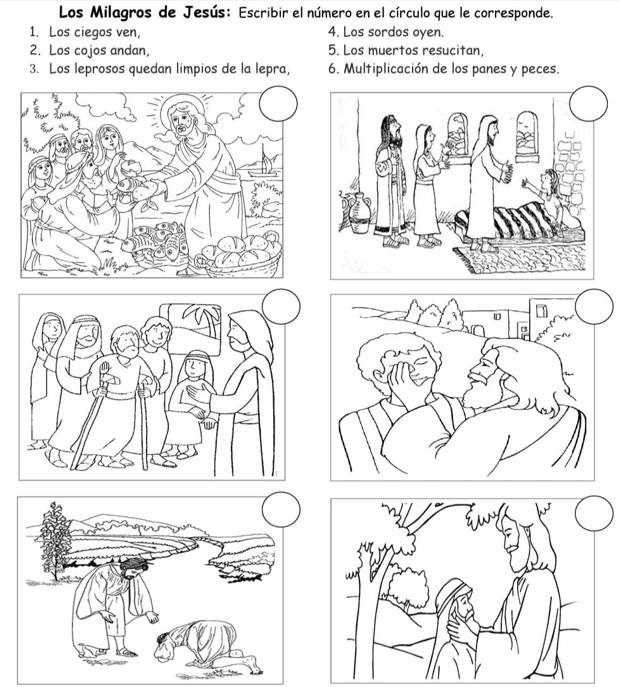 Los Milagros de Jesús: Escribir el número en el círculo que le corresponde.
1. Los ciegos ven,
2. Los cojos andan,
3. Los leprosos quedan limpios de la lepra,
4. Los sordos oyen.
5. Los muertos resucitan,
6. Multiplicación de los panes y peces.